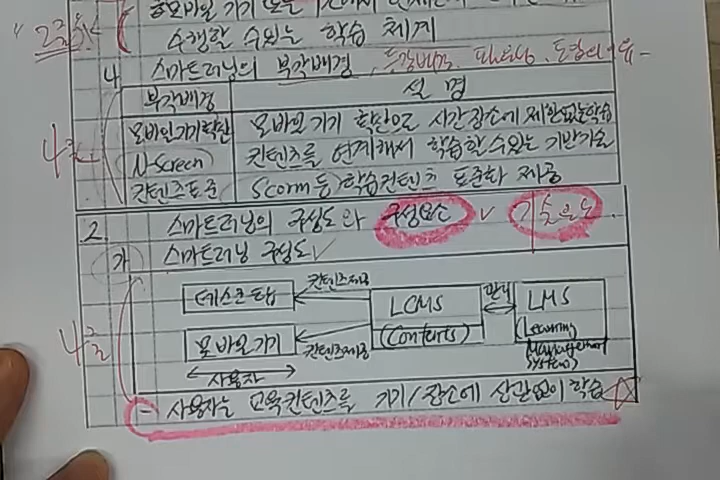 수행할 수 있는 학습 체계
4 스마트러닝의 부각배경
부각배경 설 명
모바일기기확산 모바일 기기 확산으로 시간장소에 제한없는학습
N-Screen 컨텐츠를 연계해서 학습할 수 있는 기반기술
컨텐츠표준 Scorm 등 학습컨텐츠 표준화 제공
2. 스마트러닝의 구성도와 구성요소
가 스마트러닝 구성도
데스크탑 컨텐츠제공 LCMS LMS
모바일기기 컨텐츠제공 (Contents) (Learning
Management
System)
사용자
- 사용자는 교육컨텐츠를 기기/장소에 상관없이 학습